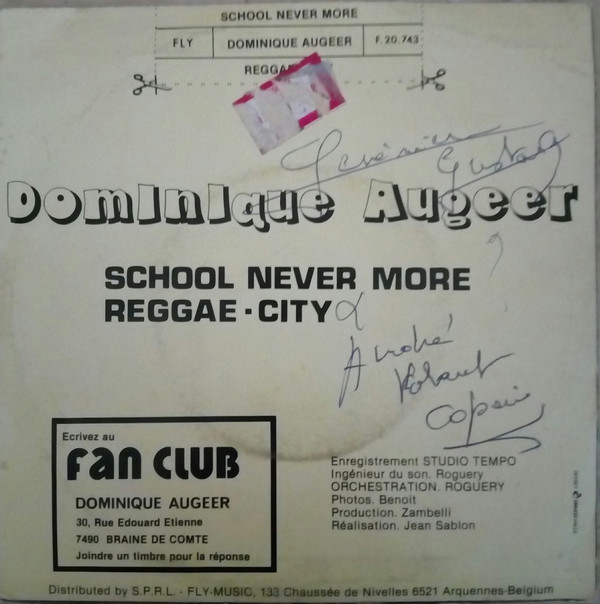 SCHOOL NEVER MORE
FLY DOMINIQUE AUGEER F. 20.743
Dominique Augeer
SCHOOL NEVER MORE
REGGAE - CITY
André
copain
Ecrivez au
FAN CLUB
DOMINIQUE AUGEER
30, Rue Edouard Etienne
7490 BRAINE DE COMTE
Joindre un timbre pour la réponse
Enregistrement STUDIO TEMPO
Ingénieur du son. Roguery
ORCHESTRATION. ROGUERY
Photos. Benoit
Production. Zambelli
Réalisation. Jean Sablon
Distributed by S.P.R.L. - FLY-MUSIC, 133 Chaussée de Nivelles 6521 Arquennes-Belgium